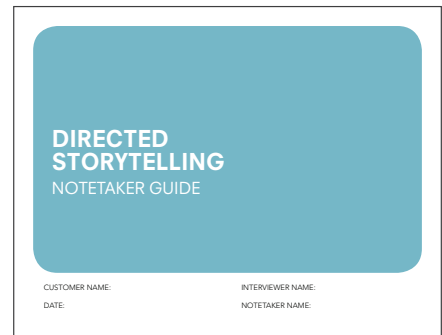 DIRECTED
STORYTELLING
NOTETAKER GUIDE
CUSTOMER NAME:
INTERVIEWER NAME:
DATE:
NOTETAKER NAME: